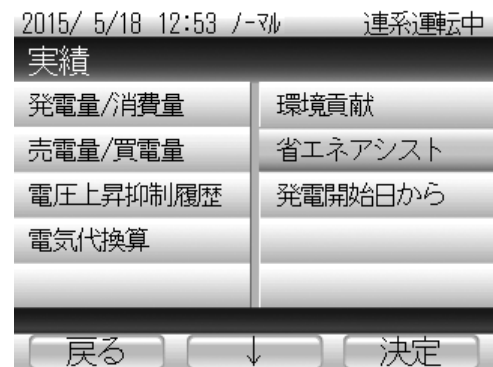 2015/ 5/18 12:53 ノーマル 連系運転中
実績
発電量/消費量 環境貢献
売電量/買電量 省エネアシスト
電圧上昇抑制履歴 発電開始日から
電気代換算
戻る ↓ 決定